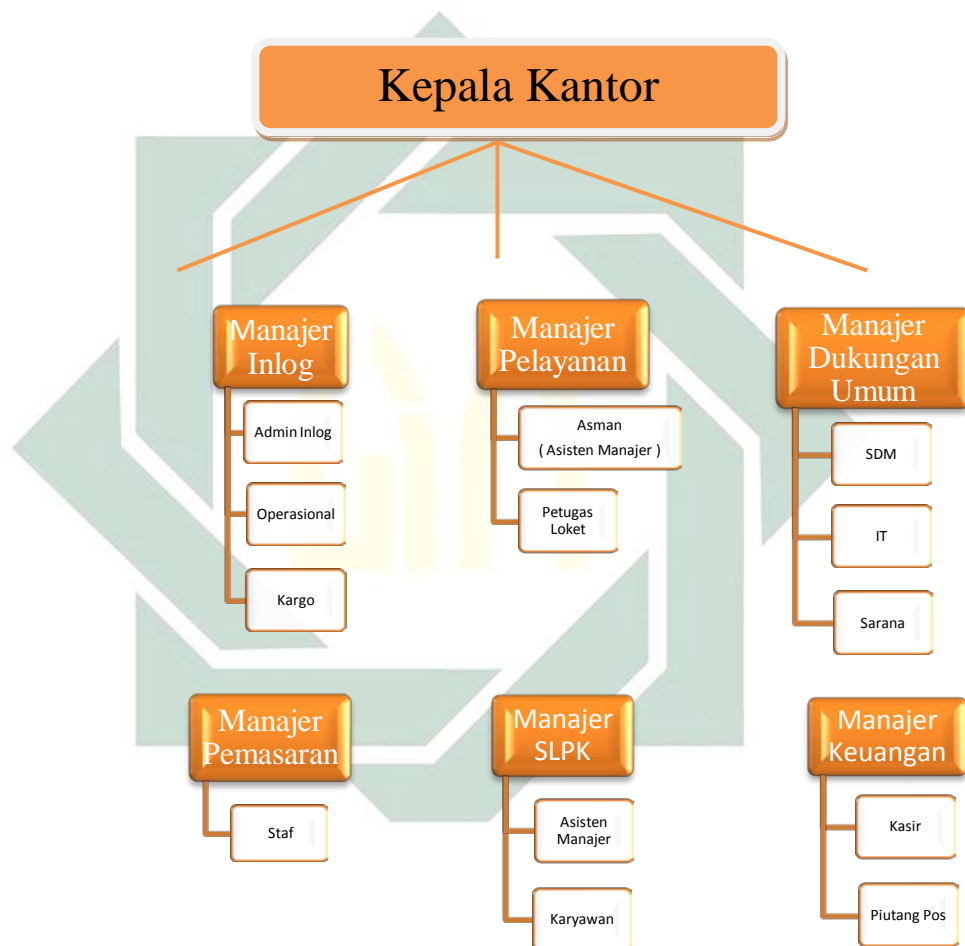 Kepala Kantor
Manajer
Inlog
Admin Inlog
Operasional
Kargo
Manajer
Pelayanan
Asman
( Asisten Manajer )
Petugas
Loket
Manajer
Dukungan
Umum
SDM
IT
Sarana
Manajer
Pemasaran
Staf
Manajer
SLPK
Asisten
Manajer
Karyawan
Manajer
Keuangan
Kasir
Piutang Pos